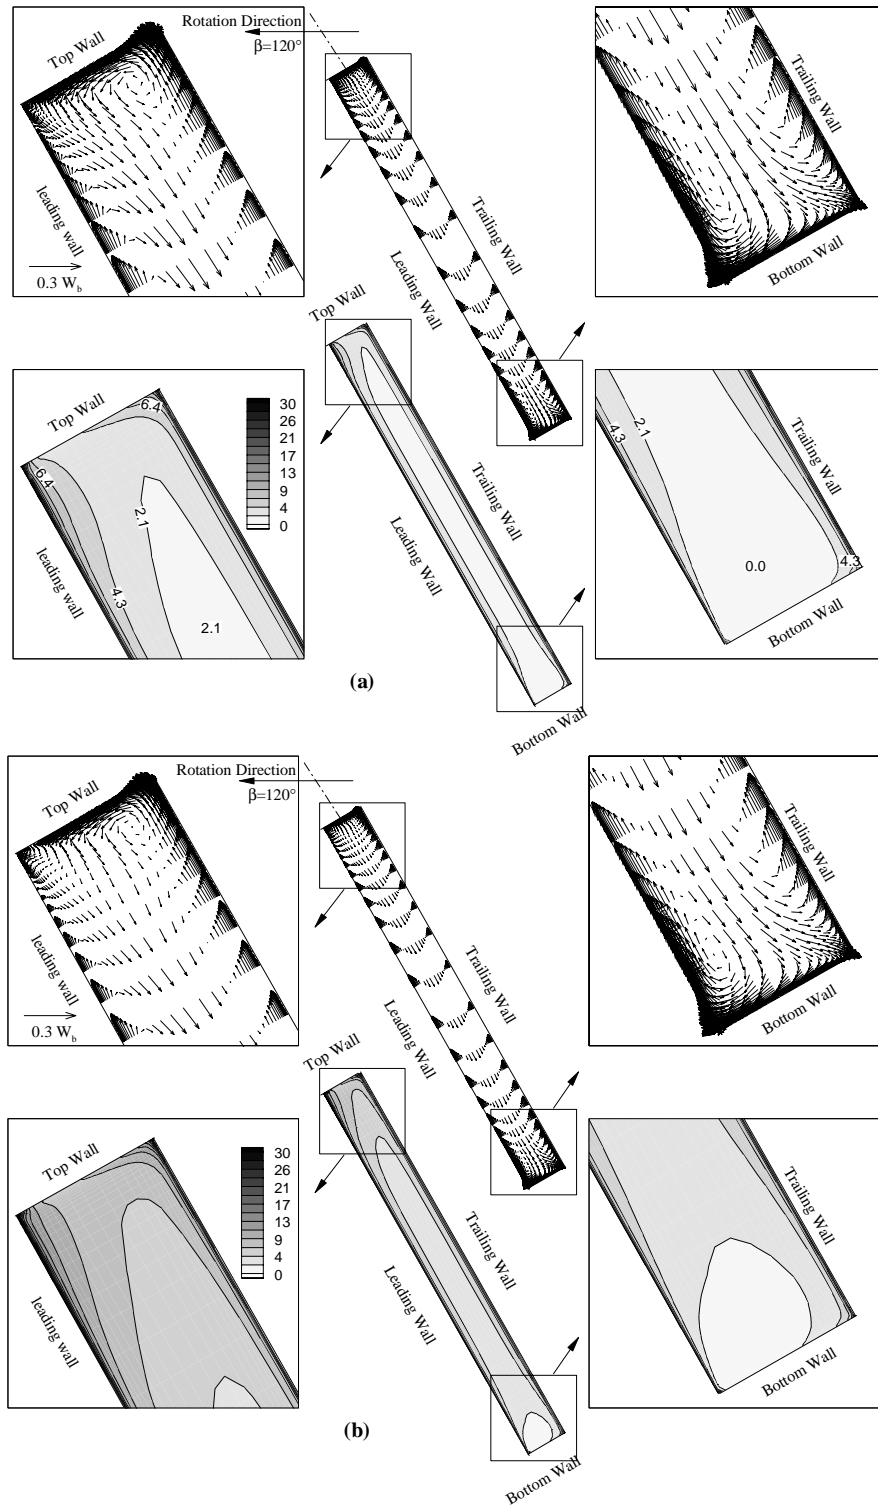 Top Wall
Rotation Direction
β=120°
Trailing Wall
leading wall
0.3 W_b
Trailing Wall
Leading Wall
Bottom Wall
Top Wall
Top Wall
6.4
6.4
2.1
4.3
2.1
leading wall
30
26
21
17
13
9
4
0
Trailing Wall
Leading Wall
2.1
4.3
Trailing Wall
0.0
4.3
Bottom Wall
(a)
Bottom Wall
Top Wall
Rotation Direction
β=120°
Trailing Wall
leading wall
0.3 W_b
Trailing Wall
Leading Wall
Bottom Wall
Top Wall
Top Wall
leading wall
30
26
21
17
13
9
4
0
Trailing Wall
Leading Wall
Trailing Wall
Bottom Wall
(b)
Bottom Wall